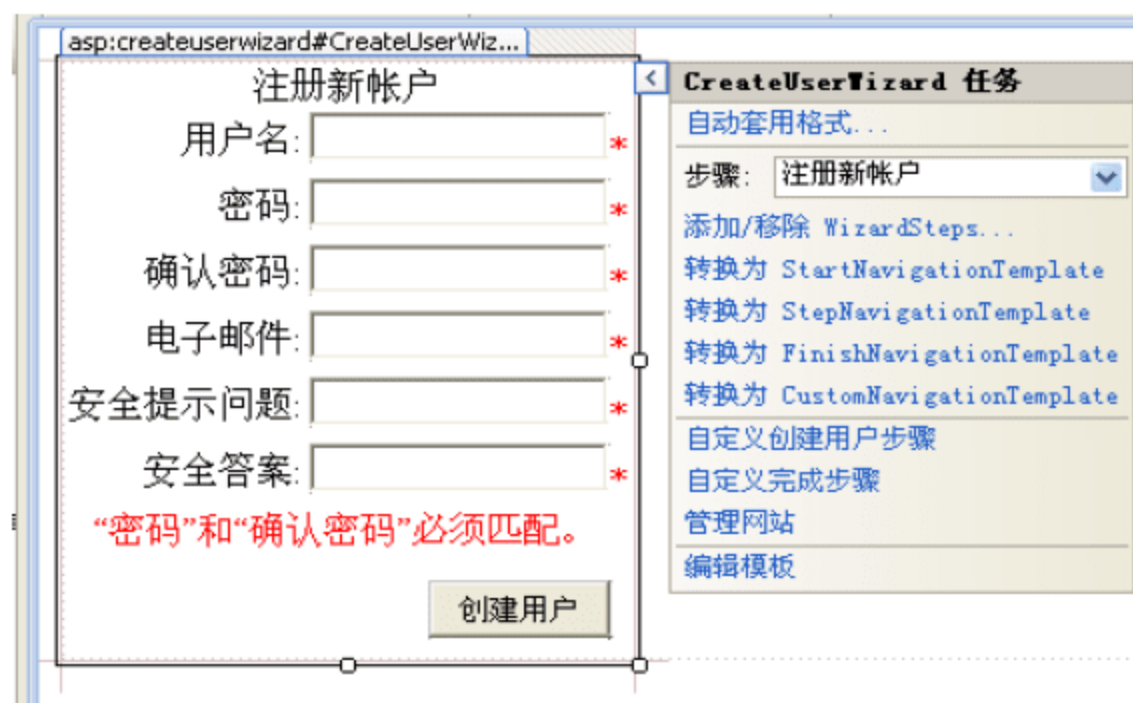 asp:createuserwizard#CreateUserWiz...
注册新帐户
用户名: *
密码: *
确认密码: *
电子邮件: *
安全提示问题: *
安全答案: *
“密码”和“确认密码”必须匹配。
创建用户
CreateUserWizard 任务
自动套用格式...
步骤: 注册新帐户
添加/移除 WizardSteps...
转换为 StartNavigationTemplate
转换为 StepNavigationTemplate
转换为 FinishNavigationTemplate
转换为 CustomNavigationTemplate
自定义创建用户步骤
自定义完成步骤
管理网站
编辑模板